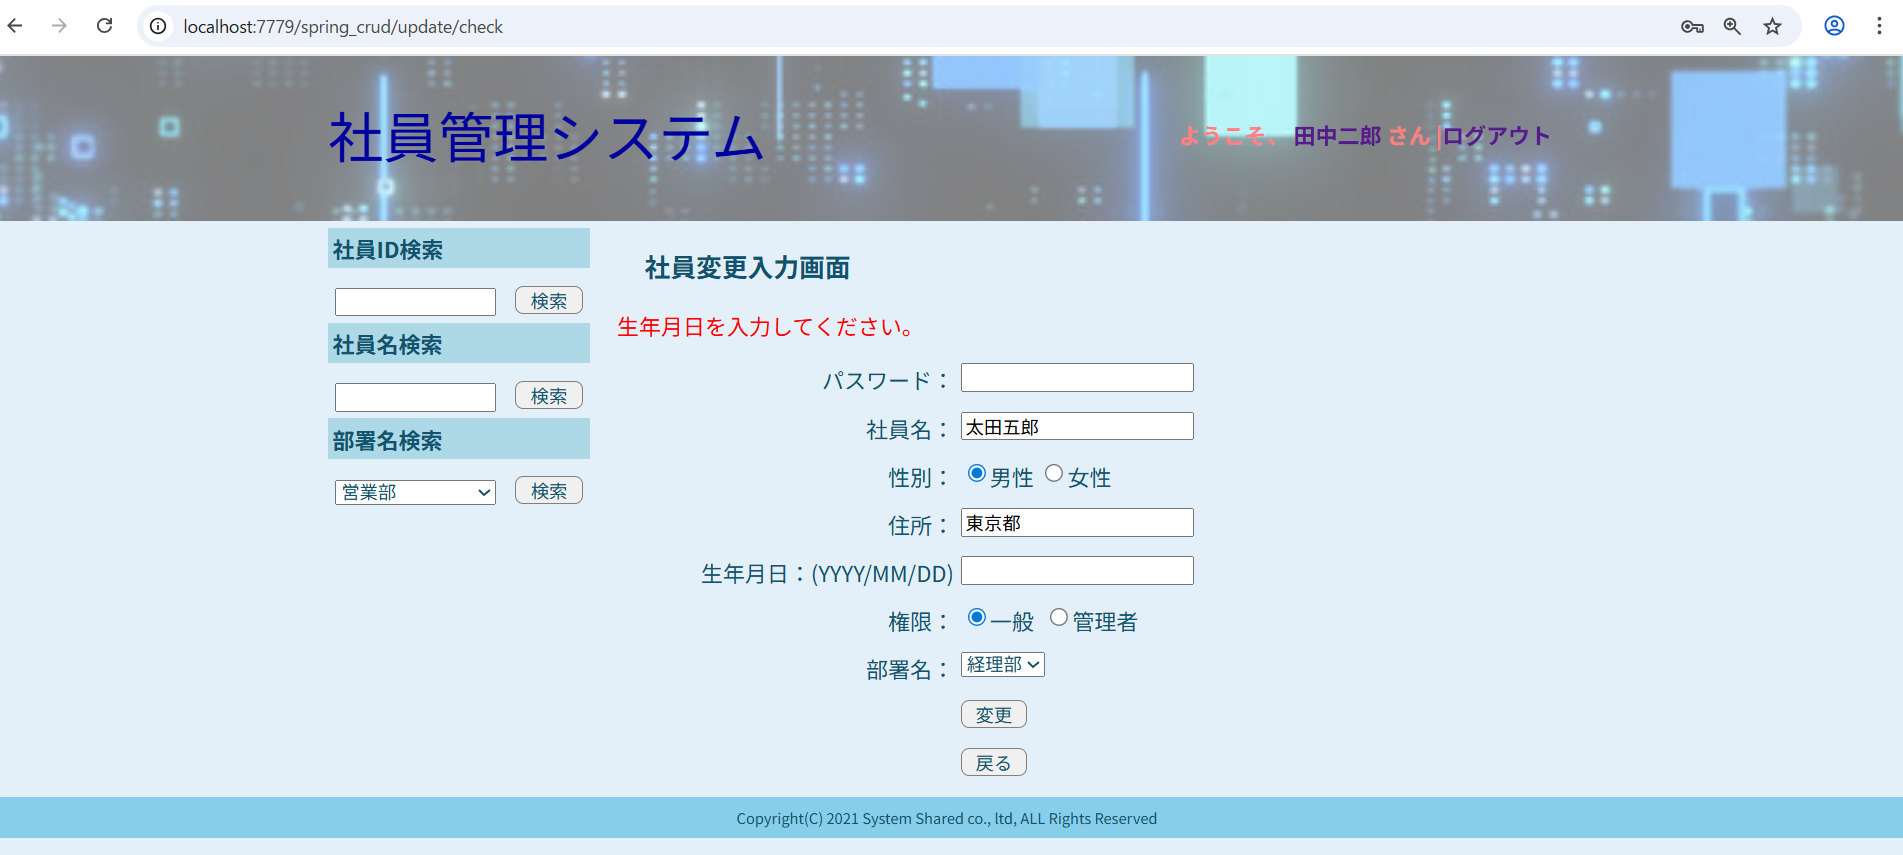 localhost:7779/spring_crud/update/check
社員管理システム
ようこそ、 田中二郎 さん |ログアウト
社員ID検索
検索
社員名検索
検索
部署名検索
営業部 検索
社員変更入力画面
生年月日を入力してください。
パスワード：
社員名： 太田五郎
性別： 男性 女性
住所： 東京都
生年月日：(YYYY/MM/DD)
権限： 一般 管理者
部署名： 経理部
変更
戻る
Copyright(C) 2021 System Shared co., ltd, ALL Rights Reserved